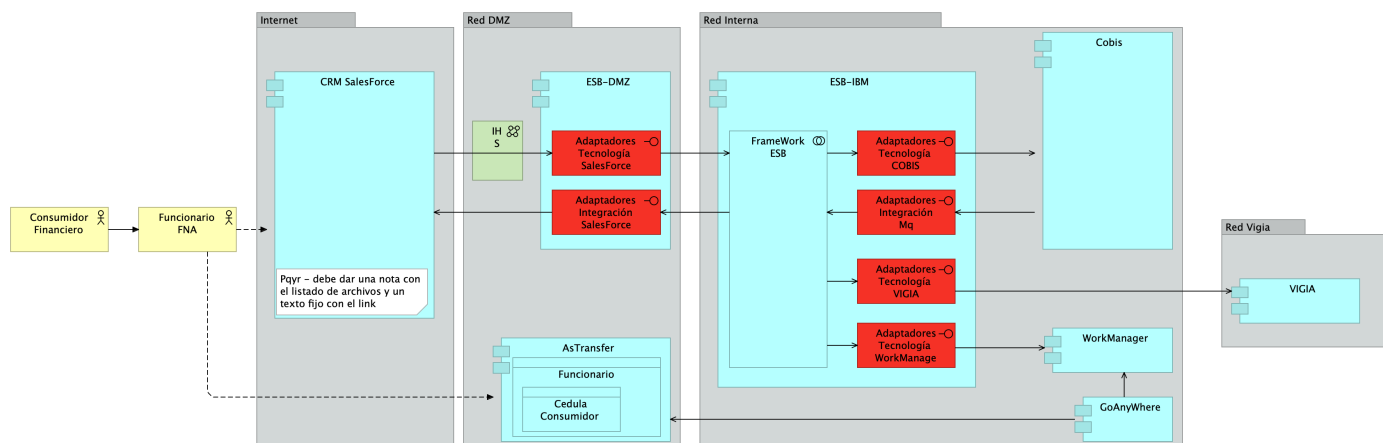 Internet
Red DMZ
Red Interna
Cobis
CRM SalesForce
ESB-DMZ
ESB-IBM
IH
S
Adaptadores
Tecnología
SalesForce
FrameWork
ESB
Adaptadores
Tecnología
COBIS
Adaptadores
Integración
SalesForce
Adaptadores
Integración
Mq
Consumidor
Financiero
Funcionario
FNA
Red Vigia
Pqyr - debe dar una nota con
el listado de archivos y un
texto fijo con el link
Adaptadores
Tecnología
VIGIA
VIGIA
Adaptadores
Tecnología
WorkManage
WorkManager
AsTransfer
Funcionario
Cedula
Consumidor
GoAnyWhere